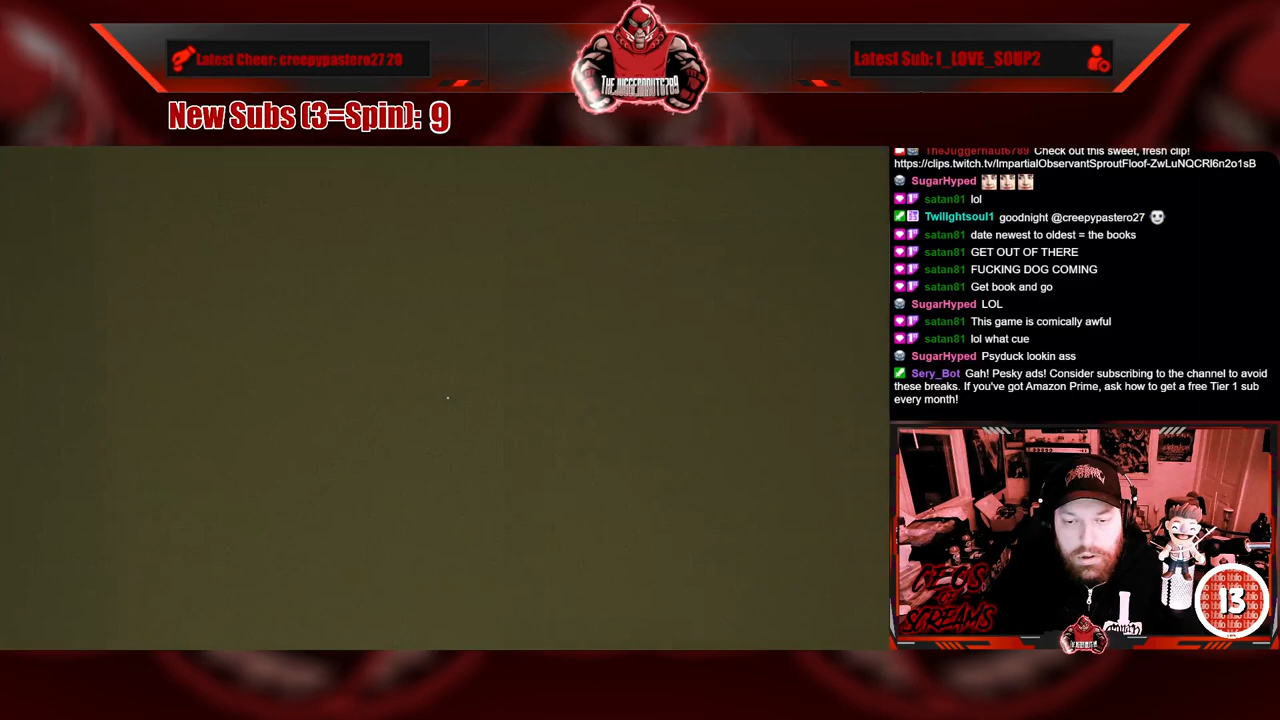 Latest Cheer: creepypastero27 20
THEJUGGERNAUT6789
Latest Sub: I_LOVE_SOUP2
New Subs (3=Spin): 9
TheJuggernaut6789 Check out this sweet, fresh clip!
https://clips.twitch.tv/ImpartialObservantSproutFloof-ZwLuNQCRl6n2o1sB
SugarHyped
satan81 lol
Twilightsoul1 goodnight @creepypastero27
satan81 date newest to oldest = the books
satan81 GET OUT OF THERE
satan81 FUCKING DOG COMING
satan81 Get book and go
SugarHyped LOL
satan81 This game is comically awful
satan81 lol what cue
SugarHyped Psyduck lookin ass
Sery_Bot Gah! Pesky ads! Consider subscribing to the channel to avoid
these breaks. If you've got Amazon Prime, ask how to get a free Tier 1 sub
every month!
SCREAMS
13